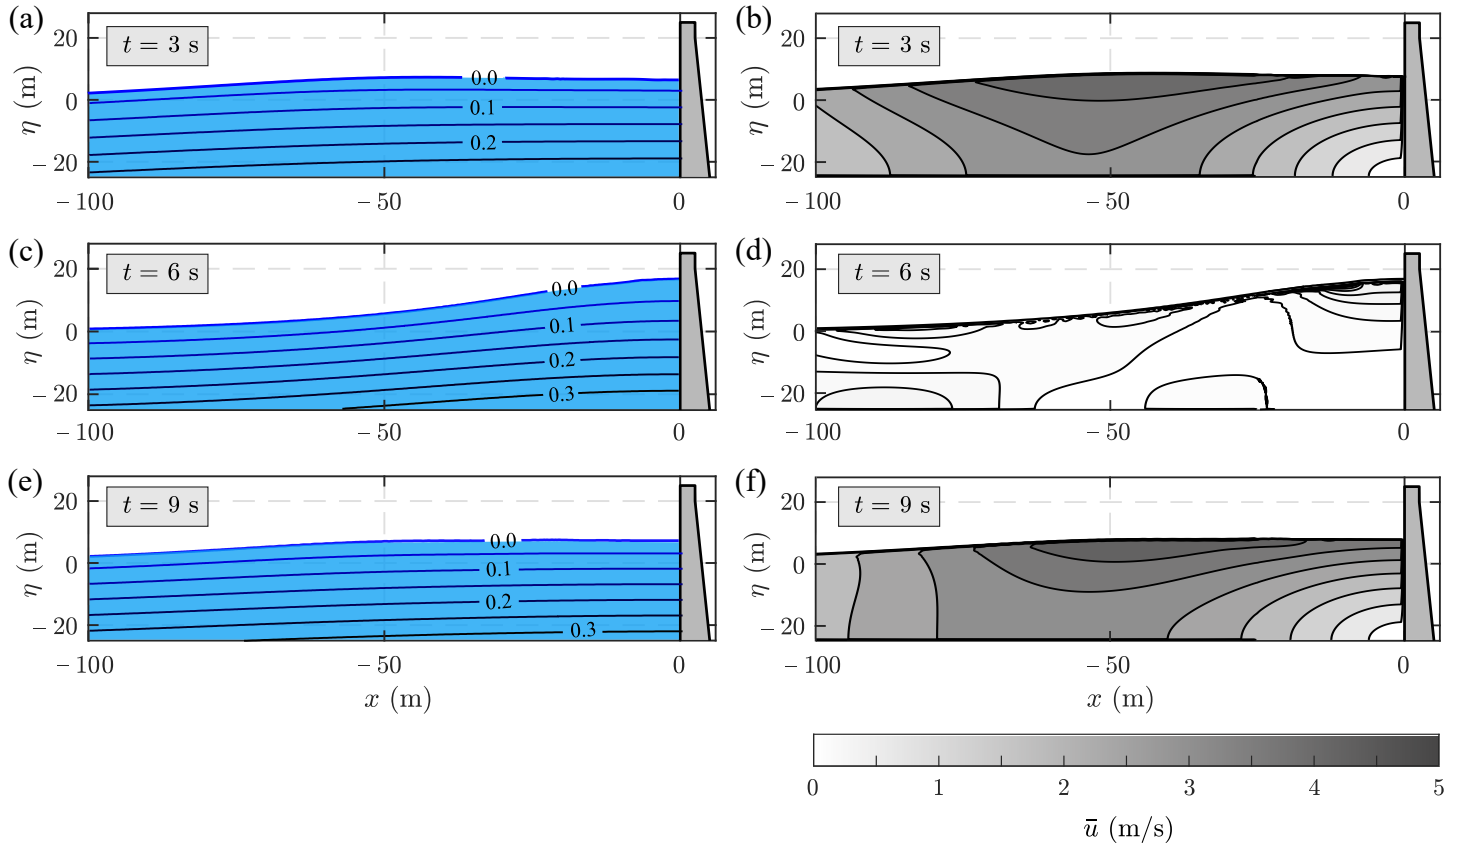 (a)
(b)
t = 3 s
t = 3 s
20
0
– 20
η (m)
0.0
0.1
0.2
20
0
– 20
η (m)
– 100
– 50
0
– 100
– 50
0
(c)
(d)
t = 6 s
t = 6 s
20
0
– 20
η (m)
0.0
0.1
0.2
0.3
20
0
– 20
η (m)
– 100
– 50
0
– 100
– 50
0
(e)
(f)
t = 9 s
t = 9 s
20
0
– 20
η (m)
0.0
0.1
0.2
0.3
20
0
– 20
η (m)
– 100
– 50
0
– 100
– 50
0
x (m)
x (m)
0 1 2 3 4 5
u̅ (m/s)